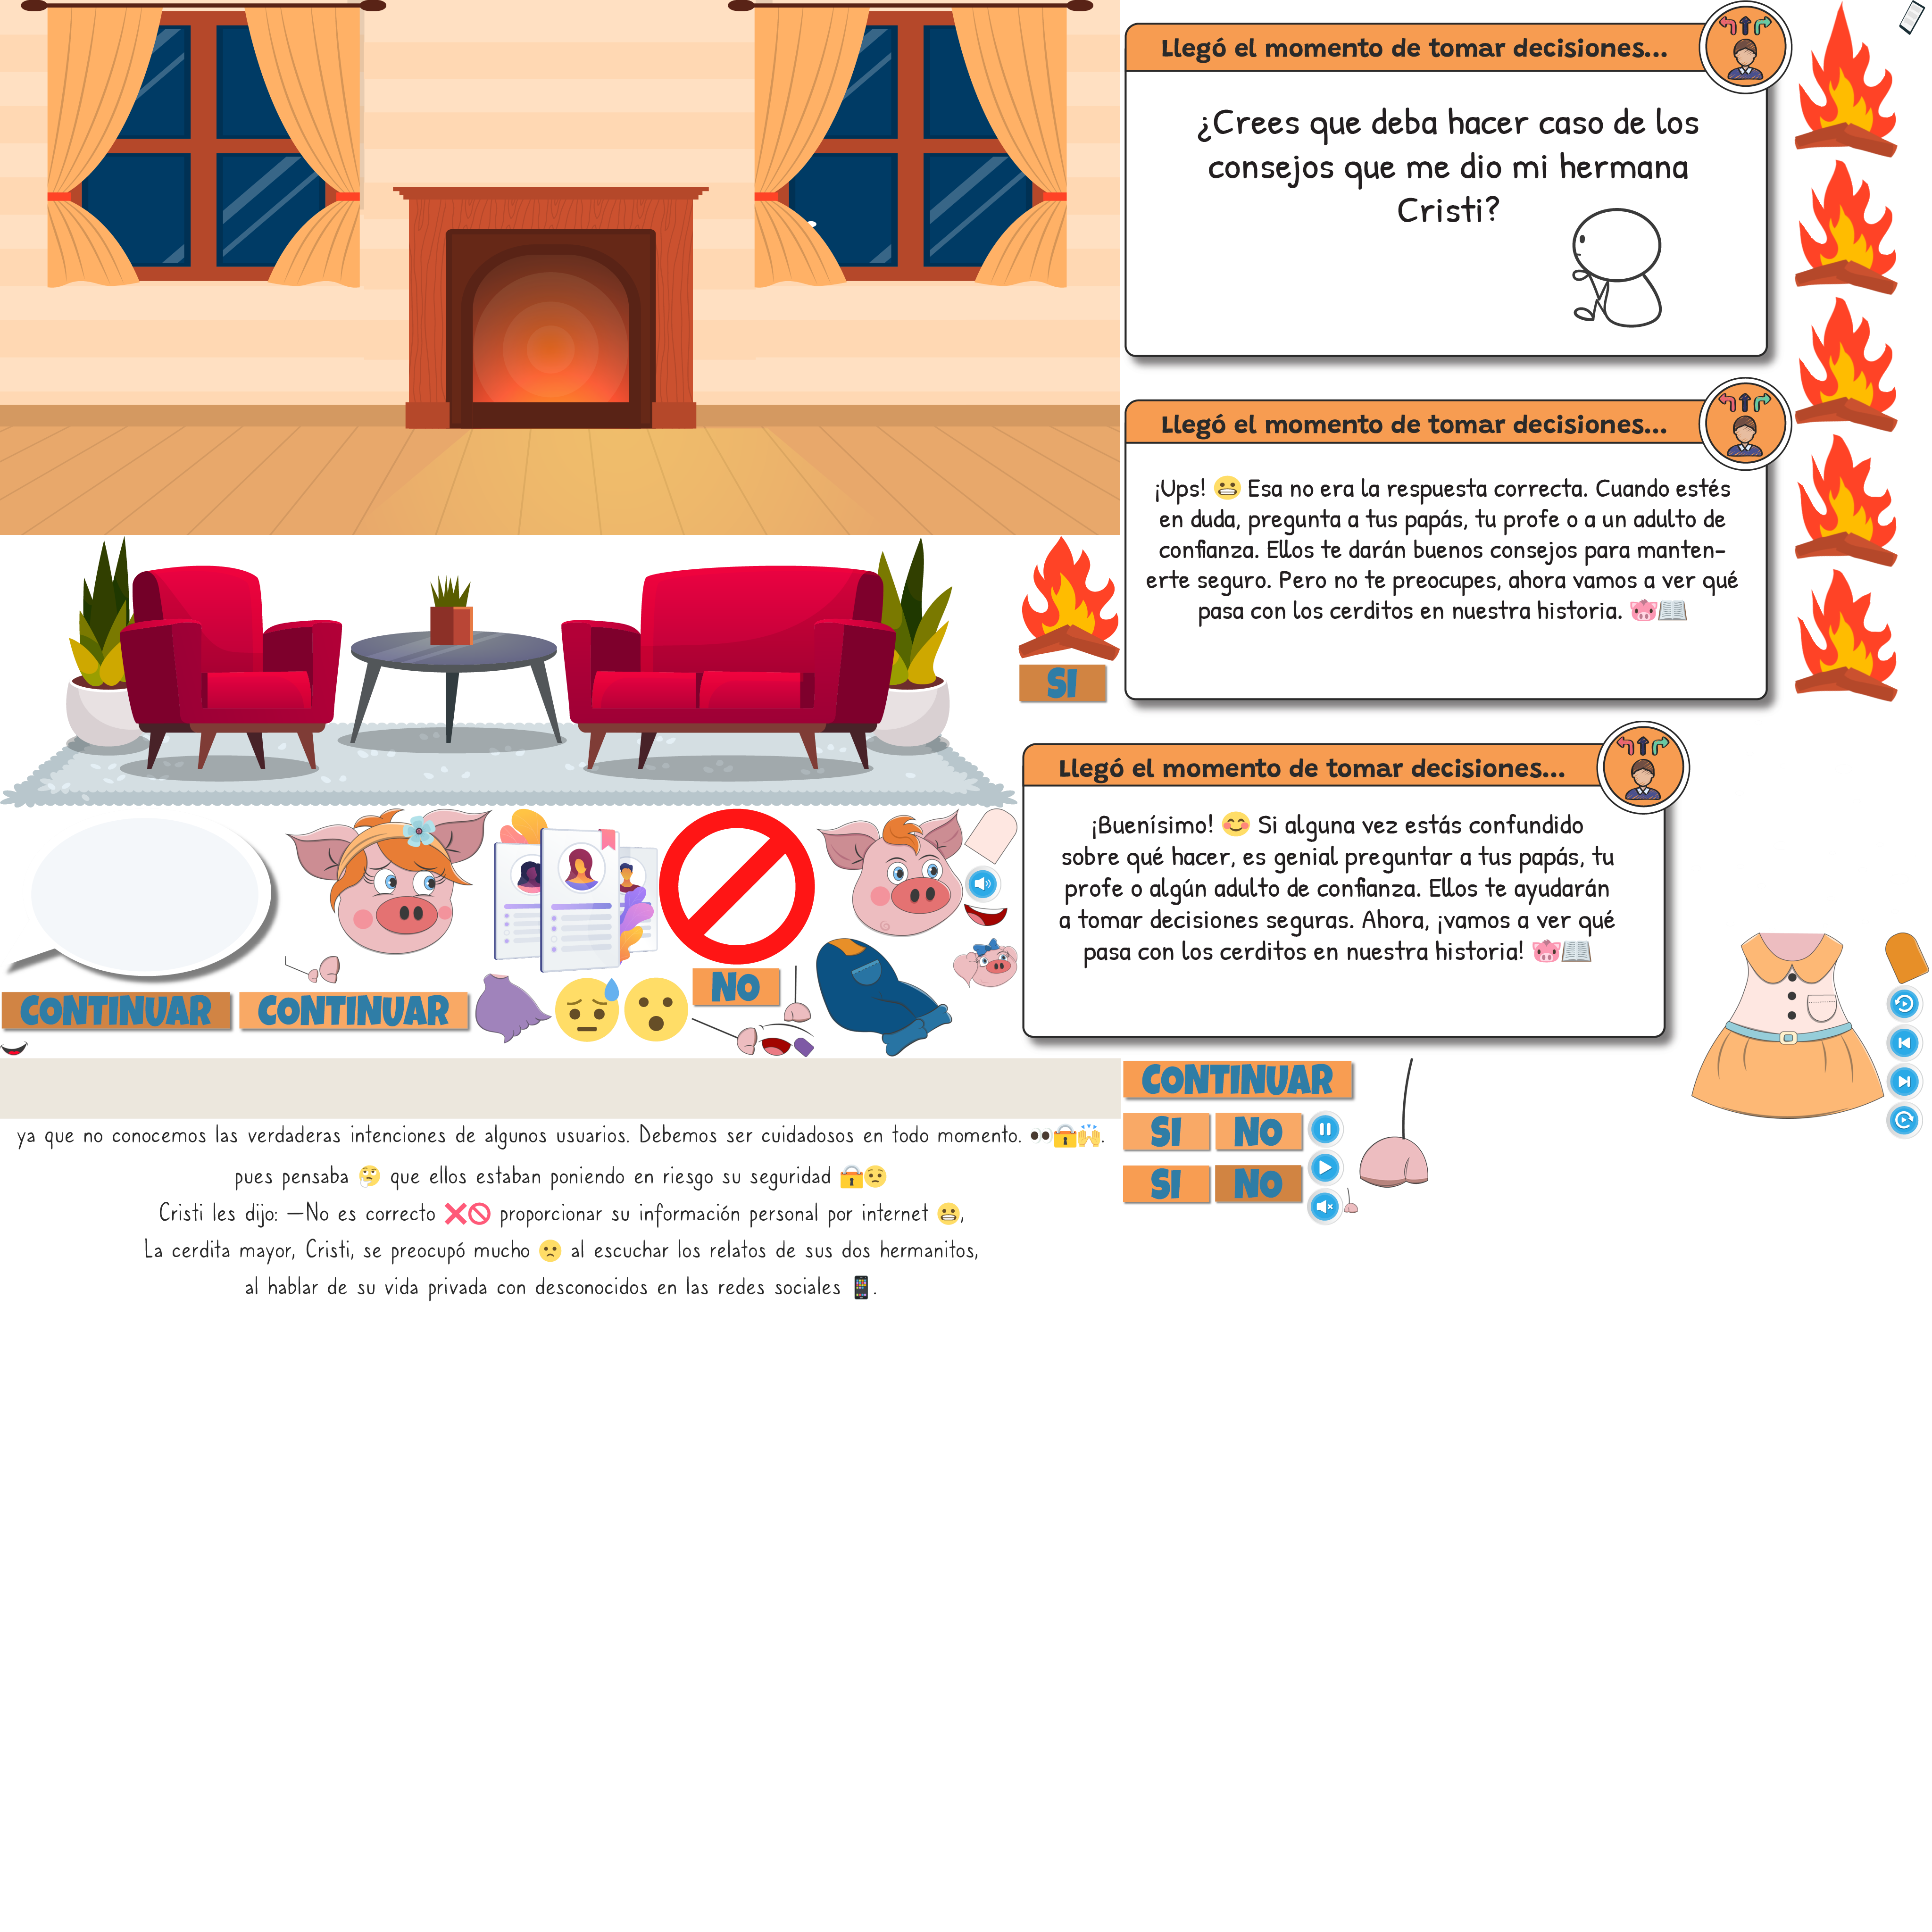 Llegó el momento de tomar decisiones...
¿Crees que deba hacer caso de los
consejos que me dio mi hermana
Cristi?
Llegó el momento de tomar decisiones...
¡Ups! 😬 Esa no era la respuesta correcta. Cuando estés
en duda, pregunta a tus papás, tu profe o a un adulto de
confianza. Ellos te darán buenos consejos para manten-
erte seguro. Pero no te preocupes, ahora vamos a ver qué
pasa con los cerditos en nuestra historia. 🐷📖
SI
Llegó el momento de tomar decisiones...
¡Buenísimo! 😊 Si alguna vez estás confundido
sobre qué hacer, es genial preguntar a tus papás, tu
profe o algún adulto de confianza. Ellos te ayudarán
a tomar decisiones seguras. Ahora, ¡vamos a ver qué
pasa con los cerditos en nuestra historia! 🐷📖
NO
CONTINUAR
CONTINUAR
CONTINUAR
SI
NO
SI
NO
ya que no conocemos las verdaderas intenciones de algunos usuarios. Debemos ser cuidadosos en todo momento. 👀🔒🙌.
pues pensaba 🤔 que ellos estaban poniendo en riesgo su seguridad 🔒😟
Cristi les dijo: —No es correcto ❌🚫 proporcionar su información personal por internet 😬,
La cerdita mayor, Cristi, se preocupó mucho 🙁 al escuchar los relatos de sus dos hermanitos,
al hablar de su vida privada con desconocidos en las redes sociales 📱.